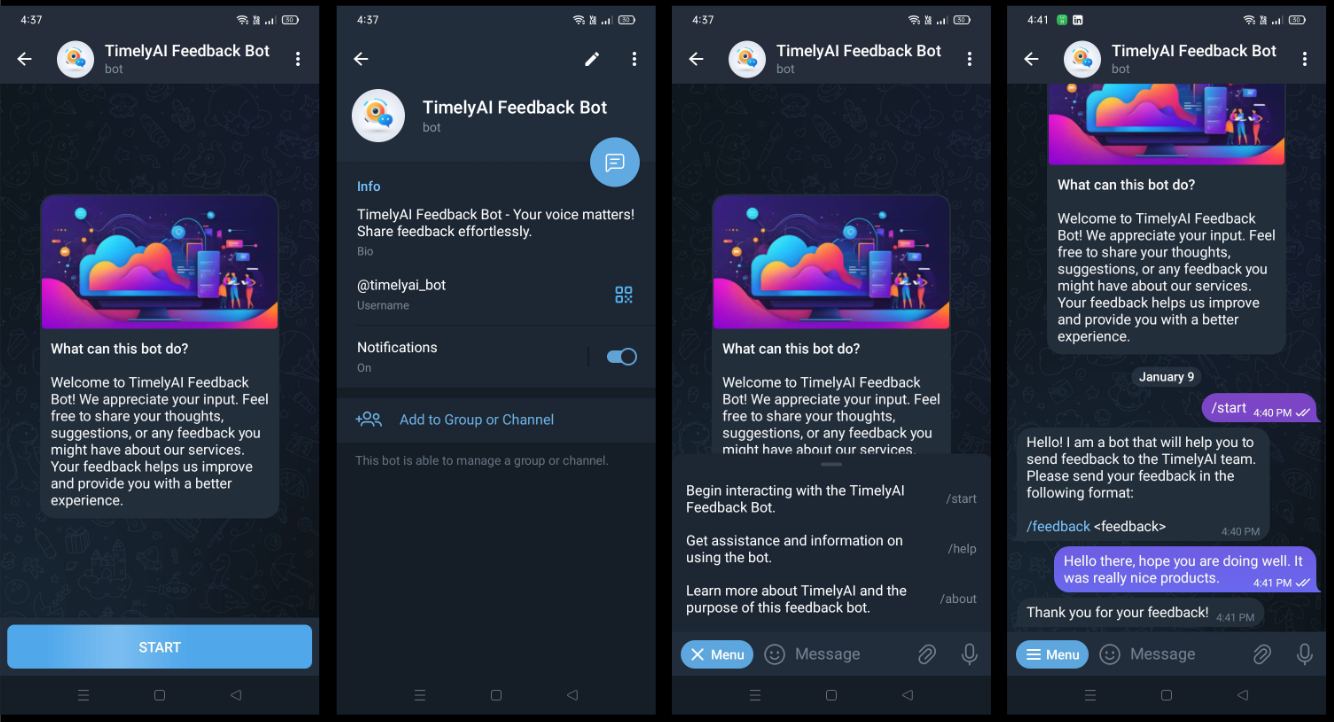 4:37
30
TimelyAI Feedback Bot
bot
What can this bot do?
Welcome to TimelyAI Feedback
Bot! We appreciate your input. Feel
free to share your thoughts,
suggestions, or any feedback you
might have about our services.
Your feedback helps us improve
and provide you with a better
experience.
START
4:37
30
TimelyAI Feedback Bot
bot
Info
TimelyAI Feedback Bot - Your voice matters!
Share feedback effortlessly.
Bio
@timelyai_bot
Username
Notifications
On
Add to Group or Channel
This bot is able to manage a group or channel.
4:37
30
TimelyAI Feedback Bot
bot
What can this bot do?
Welcome to TimelyAI Feedback
Bot! We appreciate your input. Feel
free to share your thoughts,
suggestions, or any feedback you
might have about our services.
Begin interacting with the TimelyAI
Feedback Bot.
/start
Get assistance and information on
using the bot.
/help
Learn more about TimelyAI and the
purpose of this feedback bot.
/about
Menu
Message
4:41
in
30
TimelyAI Feedback Bot
bot
What can this bot do?
Welcome to TimelyAI Feedback
Bot! We appreciate your input. Feel
free to share your thoughts,
suggestions, or any feedback you
might have about our services.
Your feedback helps us improve
and provide you with a better
experience.
January 9
/start 4:40 PM
Hello! I am a bot that will help you to
send feedback to the TimelyAI team.
Please send your feedback in the
following format:
/feedback <feedback>
4:40 PM
Hello there, hope you are doing well. It
was really nice products. 4:41 PM
Thank you for your feedback! 4:41 PM
Menu
Message